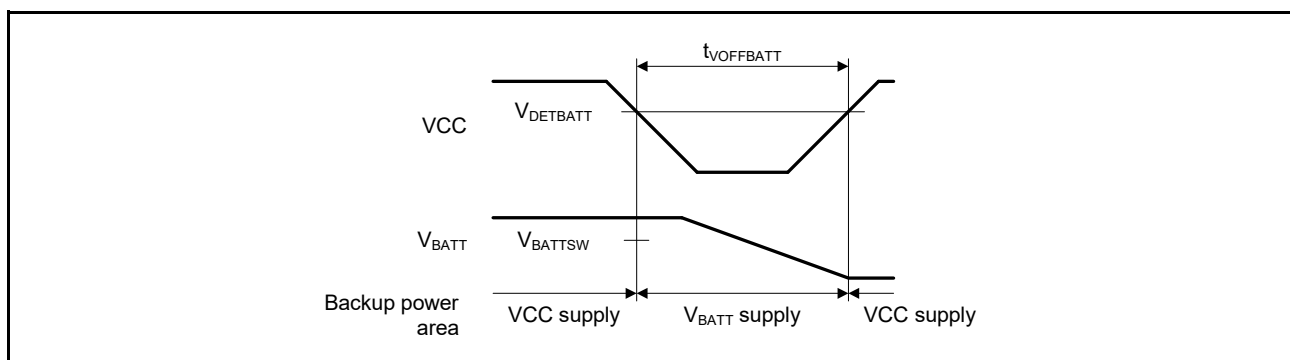 tVOFFBATT
VCC
VDETBATT
VBATT
VBATTSW
Backup power
area
VCC supply
VBATT supply
VCC supply